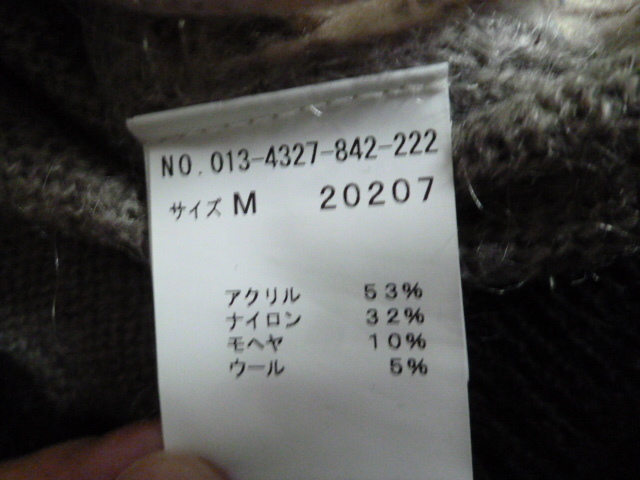 NO. 013-4327-842-222
サイズ M 20207
アクリル 53%
ナイロン 32%
モヘヤ 10%
ウール 5%